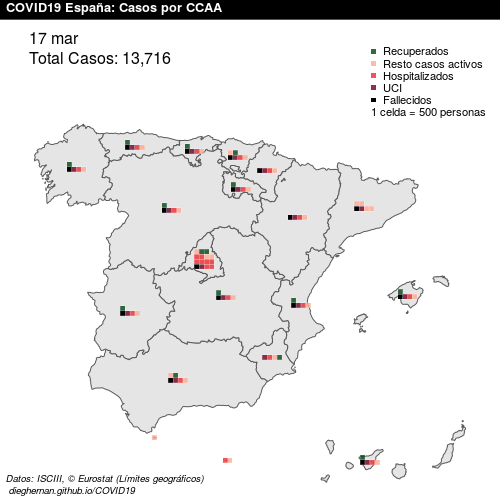 COVID19 España: Casos por CCAA
17 mar
Total Casos: 13,716
Recuperados
Resto casos activos
Hospitalizados
UCI
Fallecidos
1 celda = 500 personas
Datos: ISCIII, © Eurostat (Límites geográficos)
dieghernan.github.io/COVID19